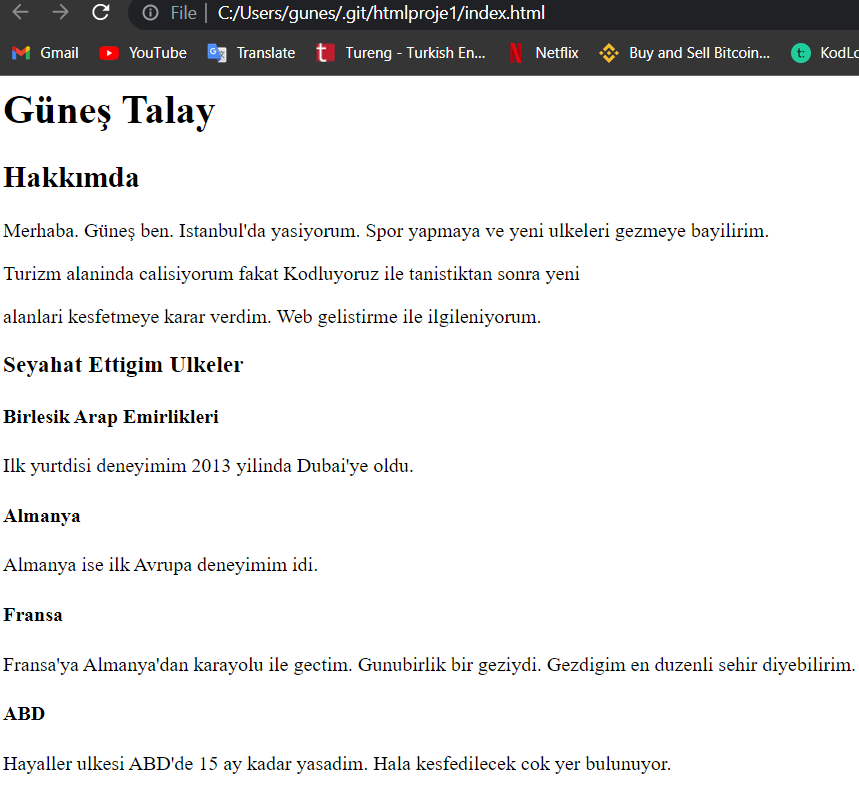 File | C:/Users/gunes/.git/htmlproje1/index.html
Gmail YouTube Translate Tureng - Turkish En... Netflix Buy and Sell Bitcoin... KodLo
Güneş Talay
Hakkımda
Merhaba. Güneş ben. Istanbul'da yasiyorum. Spor yapmaya ve yeni ulkeleri gezmeye bayilirim.
Turizm alaninda calisiyorum fakat Kodluyoruz ile tanistiktan sonra yeni
alanlari kesfetmeye karar verdim. Web gelistirme ile ilgileniyorum.
Seyahat Ettigim Ulkeler
Birlesik Arap Emirlikleri
Ilk yurtdisi deneyimim 2013 yilinda Dubai'ye oldu.
Almanya
Almanya ise ilk Avrupa deneyimim idi.
Fransa
Fransa'ya Almanya'dan karayolu ile gectim. Gunubirlik bir geziydi. Gezdigim en duzenli sehir diyebilirim.
ABD
Hayaller ulkesi ABD'de 15 ay kadar yasadim. Hala kesfedilecek cok yer bulunuyor.